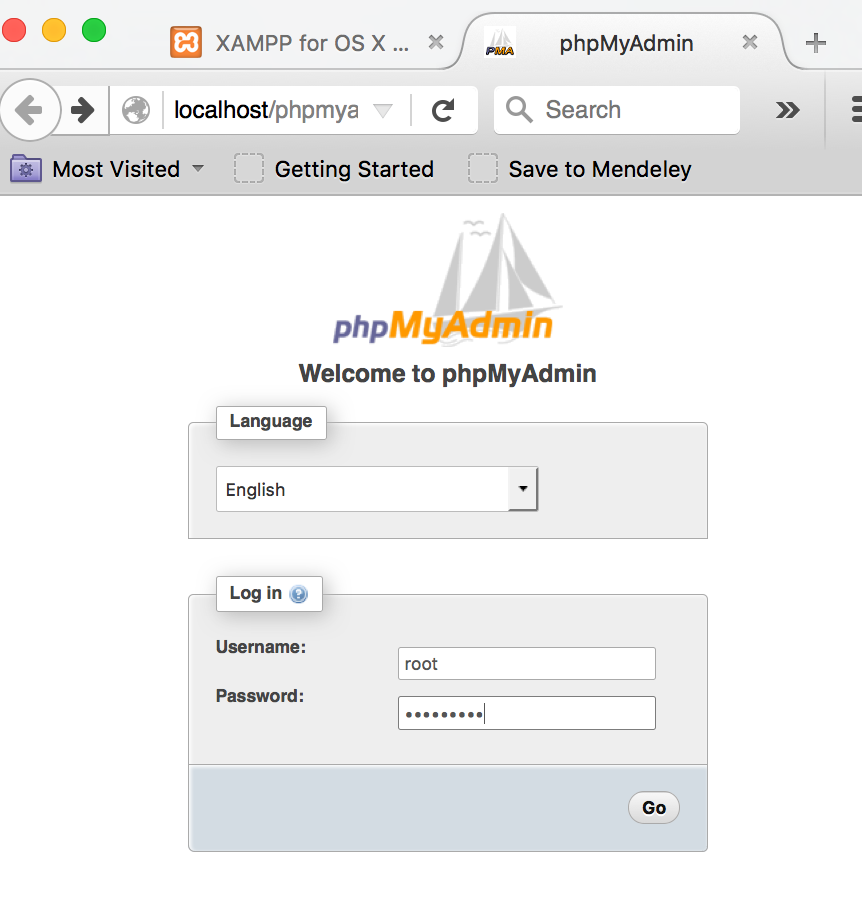 XAMPP for OS X ...
PMA
phpMyAdmin
localhost/phpmya
Search
Most Visited
Getting Started
Save to Mendeley
phpMyAdmin
Welcome to phpMyAdmin
Language
English
Log in
Username:
root
Password:
•••••••••
Go